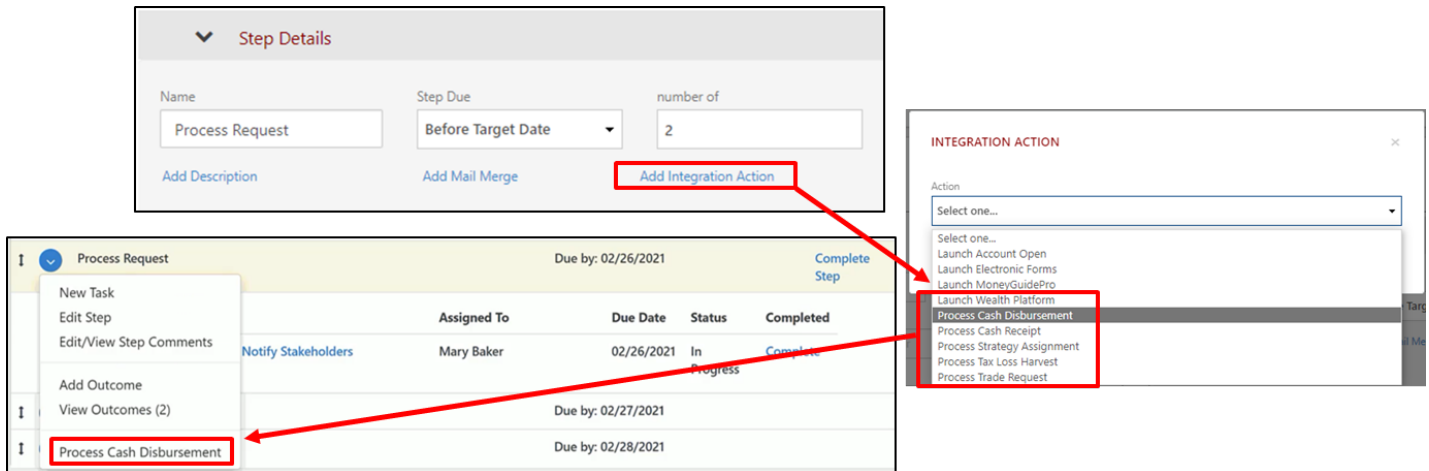 Step Details
Name
Step Due
number of
Process Request
Before Target Date
2
Add Description
Add Mail Merge
Add Integration Action
INTEGRATION ACTION
×
Action
Select one...
Select one...
Launch Account Open
Launch Electronic Forms
Launch MoneyGuidePro
Launch Wealth Platform
Process Cash Disbursement
Process Cash Receipt
Process Strategy Assignment
Process Tax Loss Harvest
Process Trade Request
Process Request
Due by: 02/26/2021
Complete
Step
New Task
Edit Step
Edit/View Step Comments
Add Outcome
View Outcomes (2)
Process Cash Disbursement
Assigned To
Due Date
Status
Completed
Notify Stakeholders
Mary Baker
02/26/2021
In
Progress
Complete
Due by: 02/27/2021
Due by: 02/28/2021